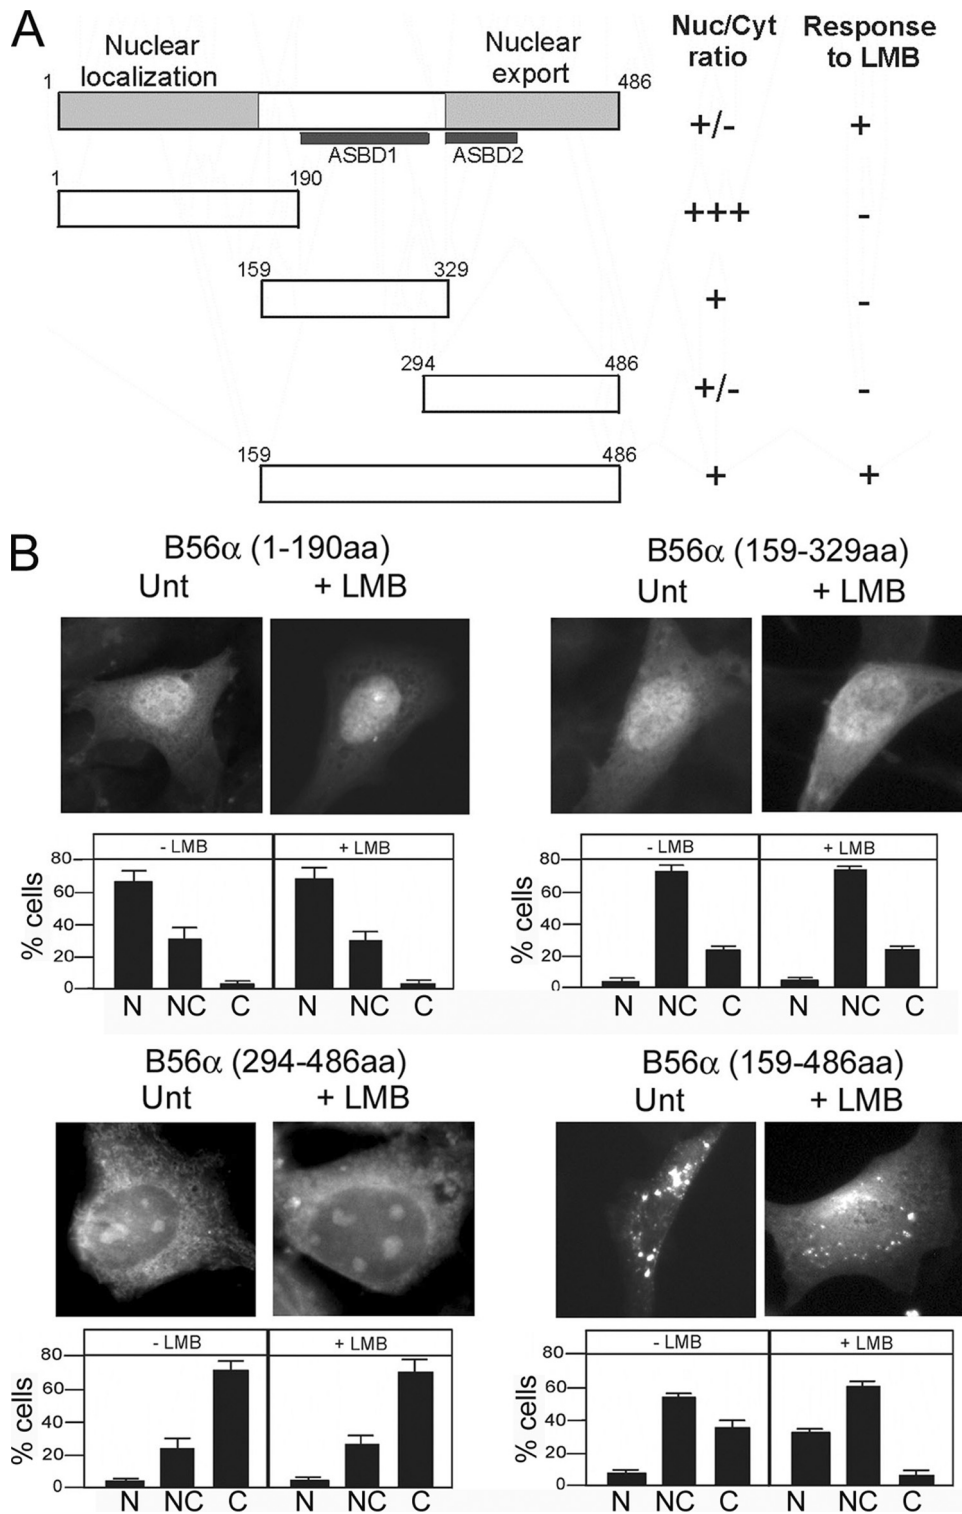 A
Nuclear localization
Nuclear export
Nuc/Cyt ratio
Response to LMB
1
486
+/-
+
ASBD1
ASBD2
1
190
+++
-
159
329
+
-
294
486
+/-
-
159
486
+
+
B
B56α (1-190aa)
Unt
+ LMB
B56α (159-329aa)
Unt
+ LMB
- LMB
+ LMB
% cells
80
60
40
20
0
N NC C N NC C
- LMB
+ LMB
% cells
80
60
40
20
0
N NC C N NC C
B56α (294-486aa)
Unt
+ LMB
B56α (159-486aa)
Unt
+ LMB
- LMB
+ LMB
% cells
80
60
40
20
0
N NC C N NC C
- LMB
+ LMB
% cells
80
60
40
20
0
N NC C N NC C